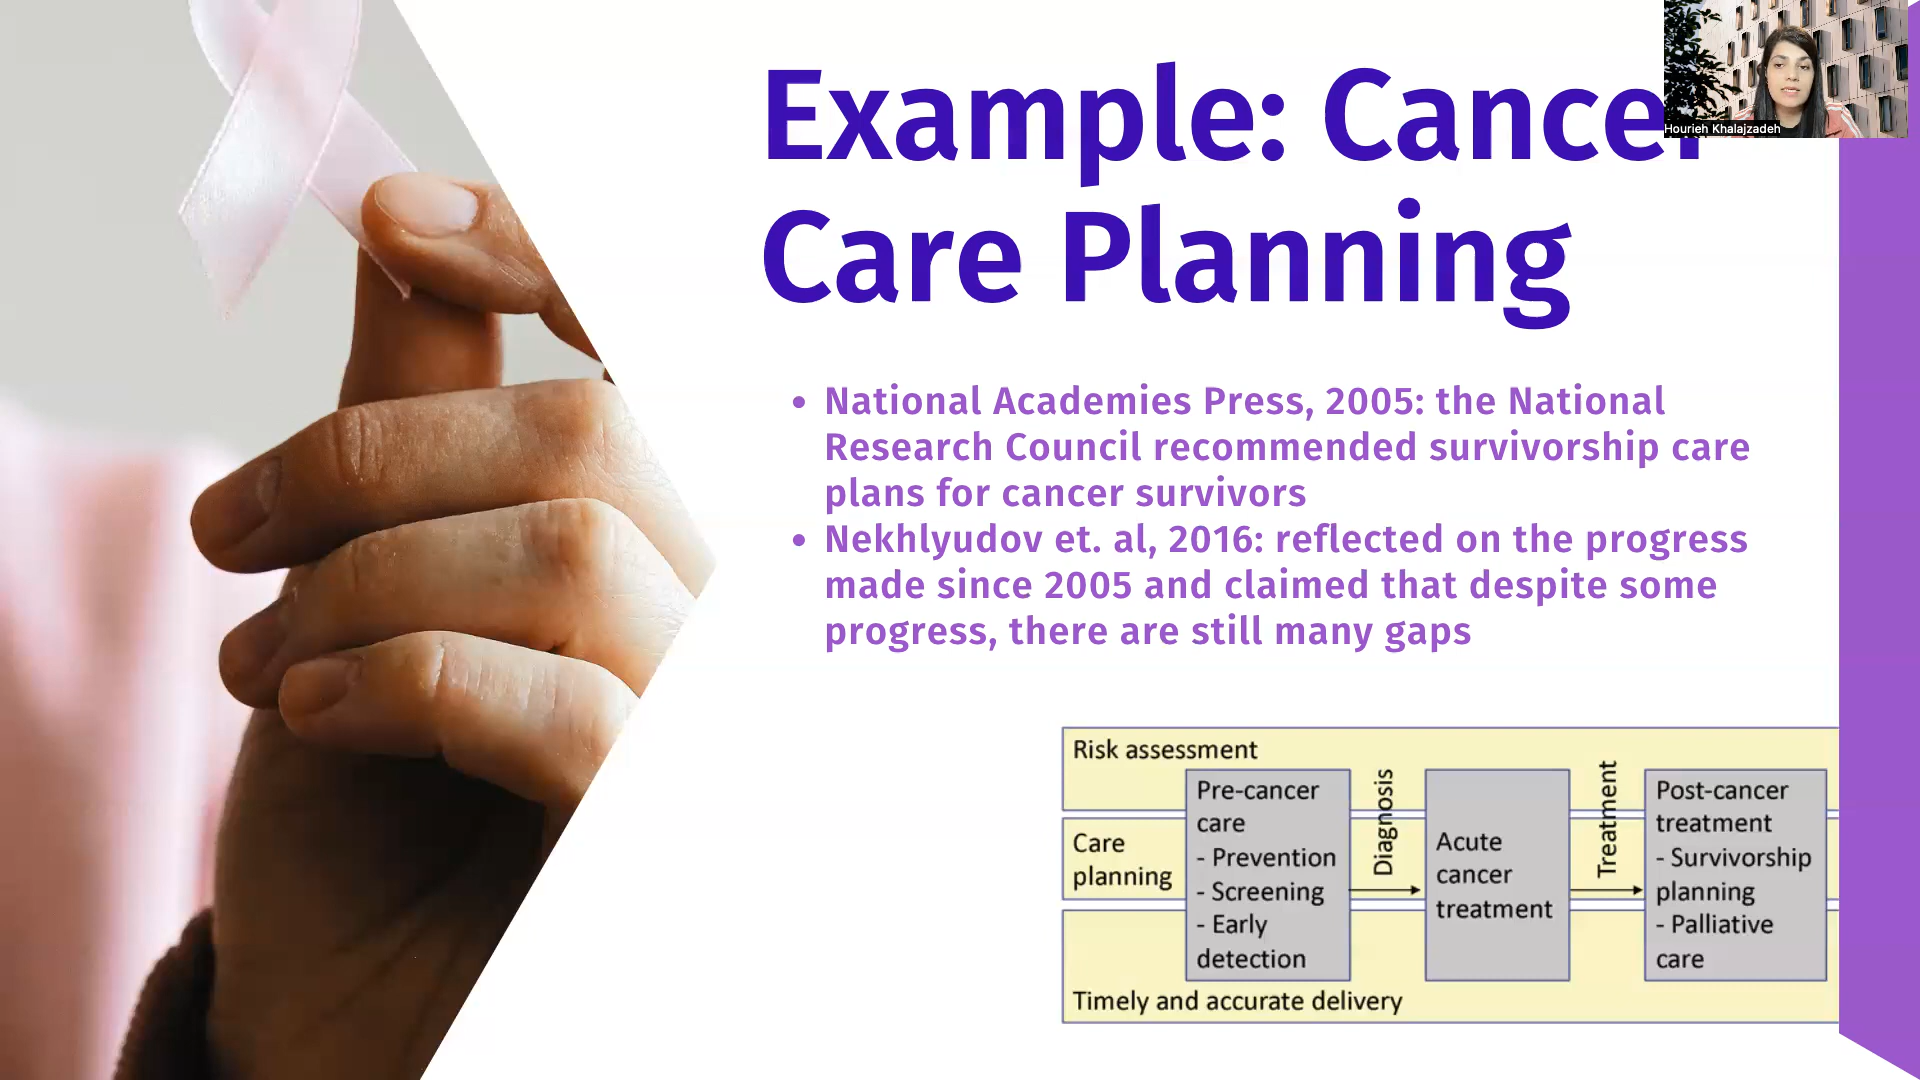 Example: Cancer
Care Planning
Hourieh Khalajzadeh
• National Academies Press, 2005: the National
Research Council recommended survivorship care
plans for cancer survivors
• Nekhlyudov et. al, 2016: reflected on the progress
made since 2005 and claimed that despite some
progress, there are still many gaps
Risk assessment
Care
planning
Timely and accurate delivery
Pre-cancer
care
- Prevention
- Screening
- Early
detection
Diagnosis
Acute
cancer
treatment
Treatment
Post-cancer
treatment
- Survivorship
planning
- Palliative
care